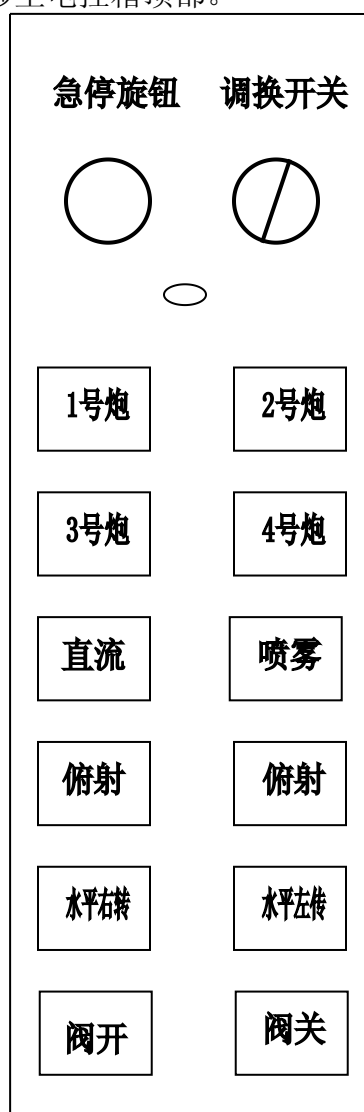 急停旋钮 调换开关
1号炮 2号炮
3号炮 4号炮
直流 喷雾
俯射 俯射
水平右转 水平左传
阀开 阀关